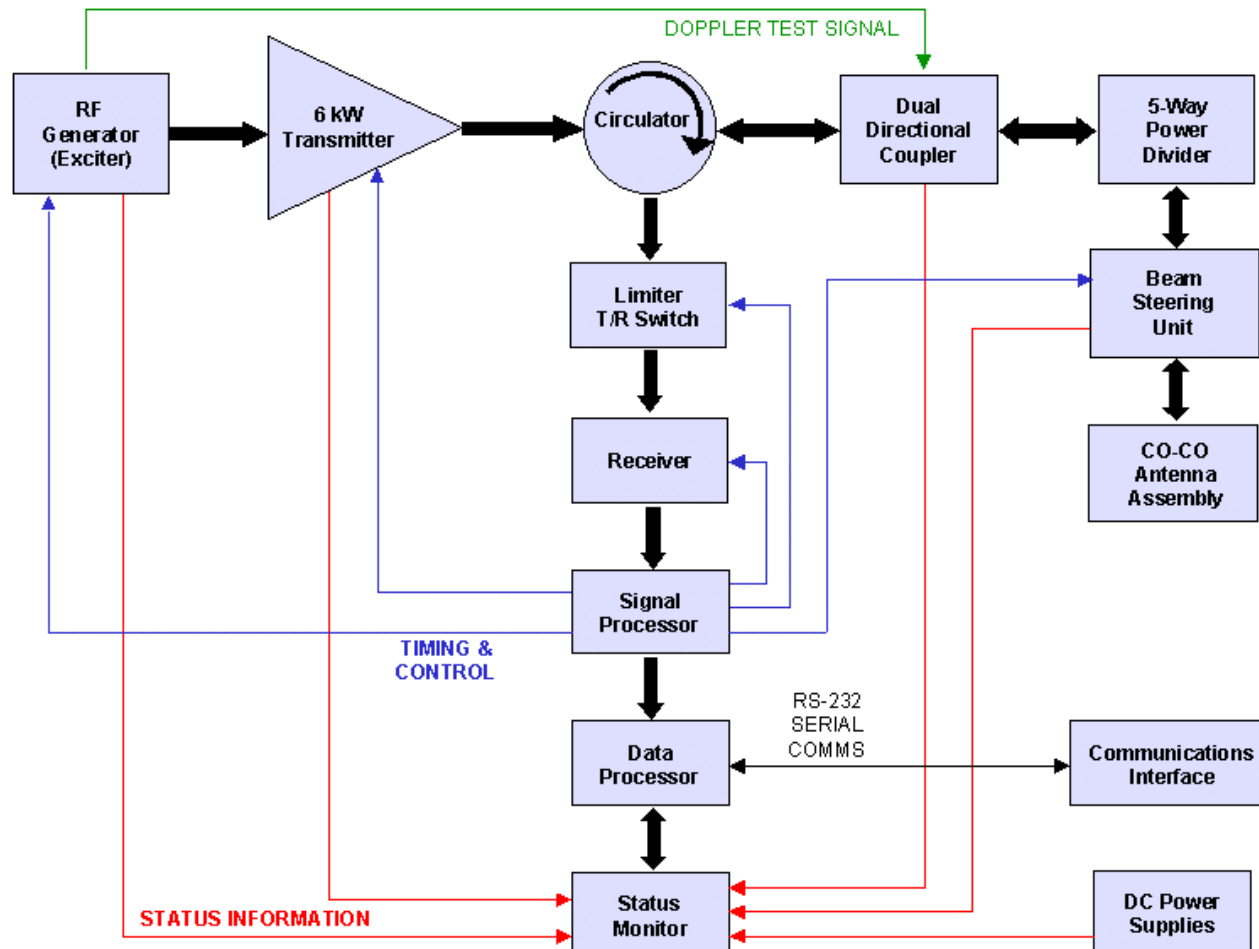 DOPPLER TEST SIGNAL
RF
Generator
(Exciter)
6 kW
Transmitter
Circulator
Dual
Directional
Coupler
5-Way
Power
Divider
Limiter
T/R Switch
Beam
Steering
Unit
Receiver
CO-CO
Antenna
Assembly
Signal
Processor
TIMING &
CONTROL
RS-232
SERIAL
COMMS
Data
Processor
Communications
Interface
STATUS INFORMATION
Status
Monitor
DC Power
Supplies